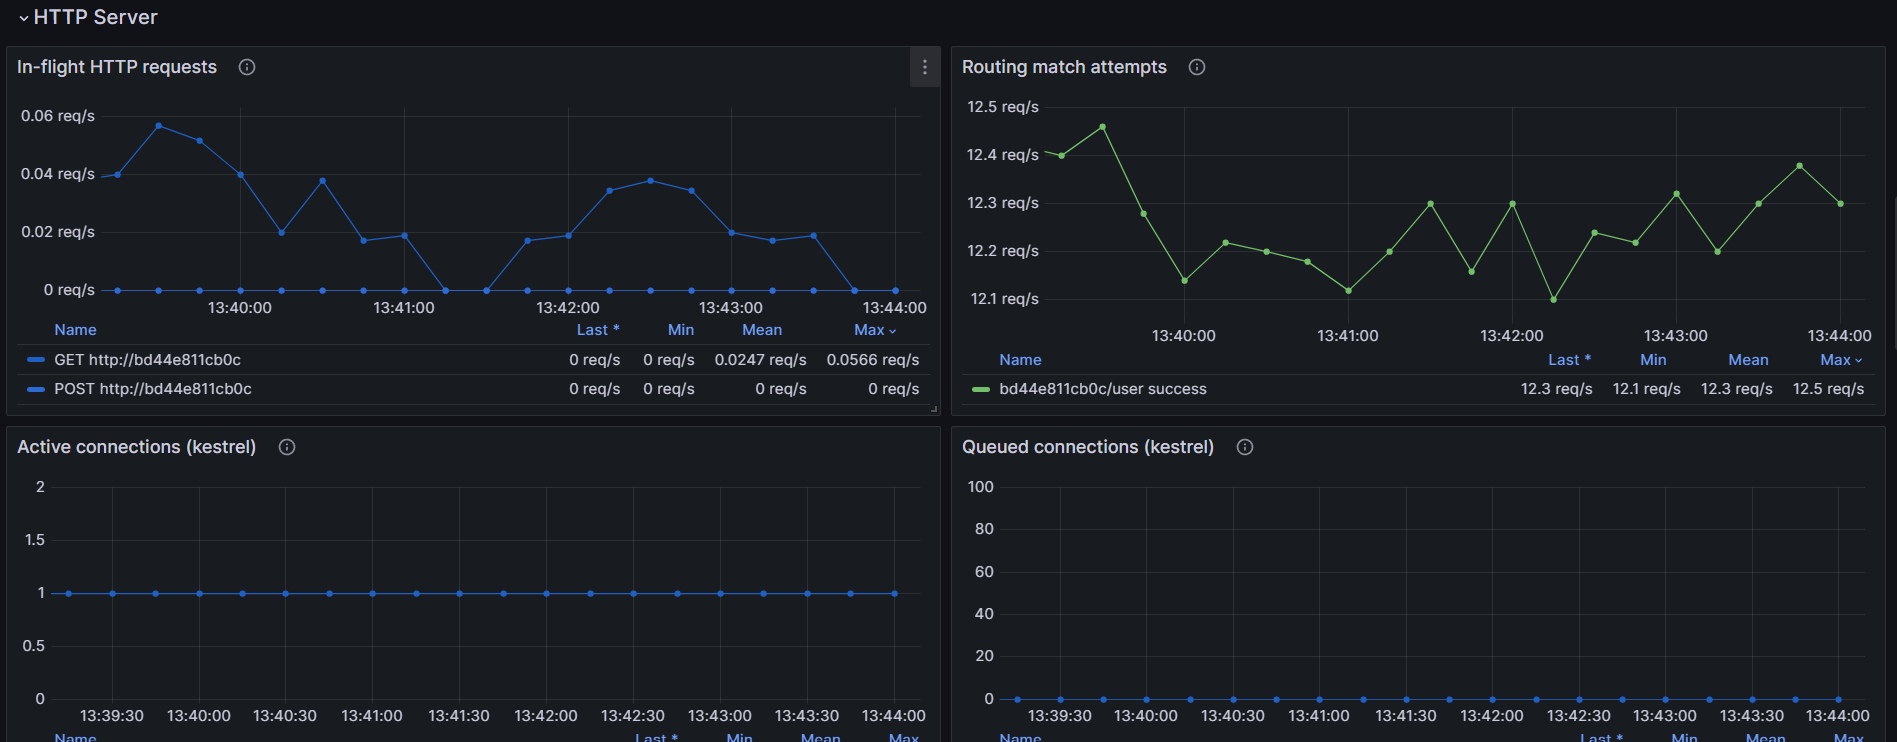 HTTP Server
In-flight HTTP requests
0.06 req/s
0.04 req/s
0.02 req/s
0 req/s
13:40:00 13:41:00 13:42:00 13:43:00 13:44:00
Name Last * Min Mean Max
GET http://bd44e811cb0c 0 req/s 0 req/s 0.0247 req/s 0.0566 req/s
POST http://bd44e811cb0c 0 req/s 0 req/s 0 req/s 0 req/s
Routing match attempts
12.5 req/s
12.4 req/s
12.3 req/s
12.2 req/s
12.1 req/s
13:40:00 13:41:00 13:42:00 13:43:00 13:44:00
Name Last * Min Mean Max
bd44e811cb0c/user success 12.3 req/s 12.1 req/s 12.3 req/s 12.5 req/s
Active connections (kestrel)
2
1.5
1
0.5
0
13:39:30 13:40:00 13:40:30 13:41:00 13:41:30 13:42:00 13:42:30 13:43:00 13:43:30 13:44:00
Name Last * Min Mean Max
Queued connections (kestrel)
100
80
60
40
20
0
13:39:30 13:40:00 13:40:30 13:41:00 13:41:30 13:42:00 13:42:30 13:43:00 13:43:30 13:44:00
Name Last * Min Mean Max